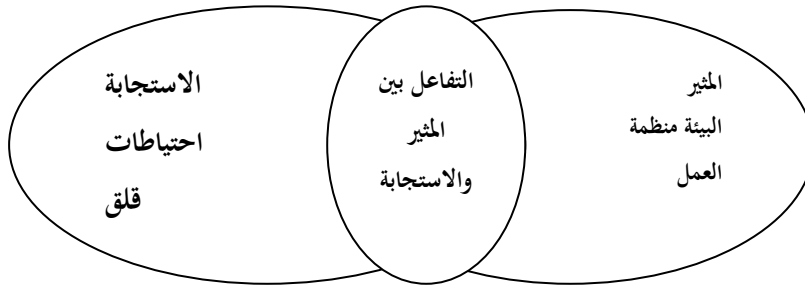 المثير
البيئة منظمة
العمل
التفاعل بين
المثير
والاستجابة
الاستجابة
احتياطات
قلق